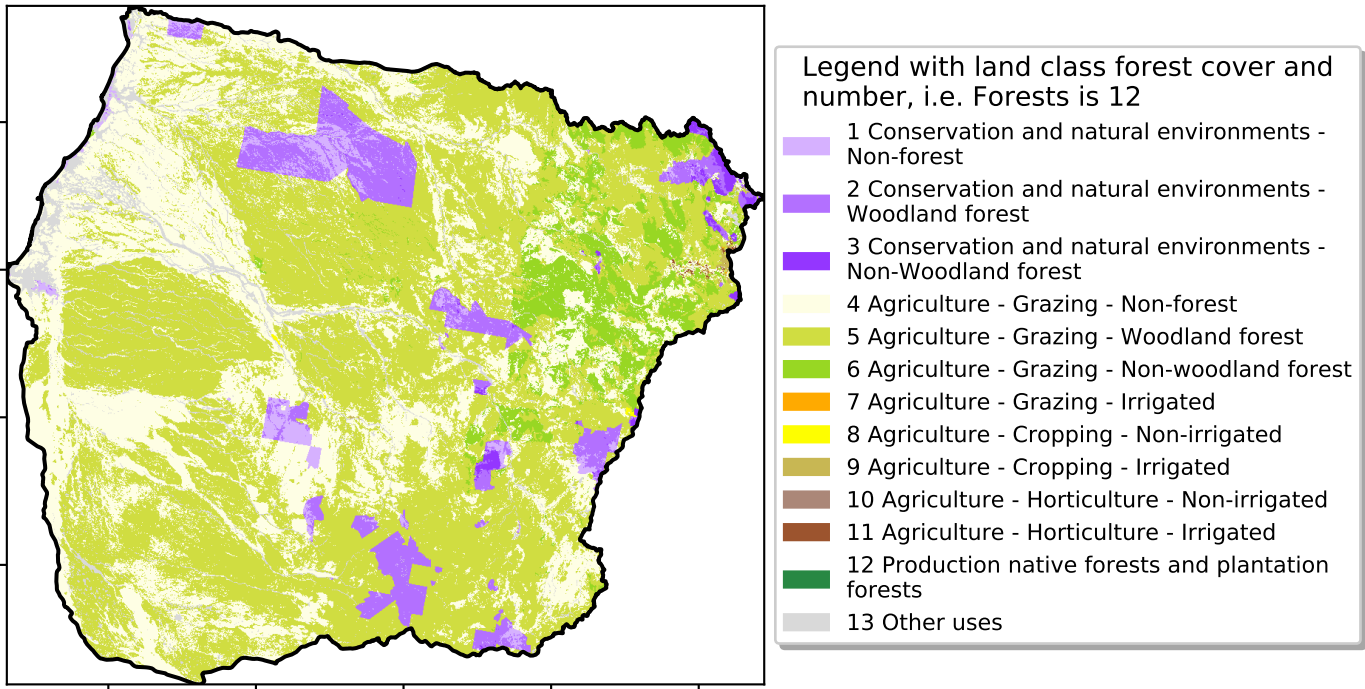 Legend with land class forest cover and
number, i.e. Forests is 12
1 Conservation and natural environments -
Non-forest
2 Conservation and natural environments -
Woodland forest
3 Conservation and natural environments -
Non-Woodland forest
4 Agriculture - Grazing - Non-forest
5 Agriculture - Grazing - Woodland forest
6 Agriculture - Grazing - Non-woodland forest
7 Agriculture - Grazing - Irrigated
8 Agriculture - Cropping - Non-irrigated
9 Agriculture - Cropping - Irrigated
10 Agriculture - Horticulture - Non-irrigated
11 Agriculture - Horticulture - Irrigated
12 Production native forests and plantation
forests
13 Other uses